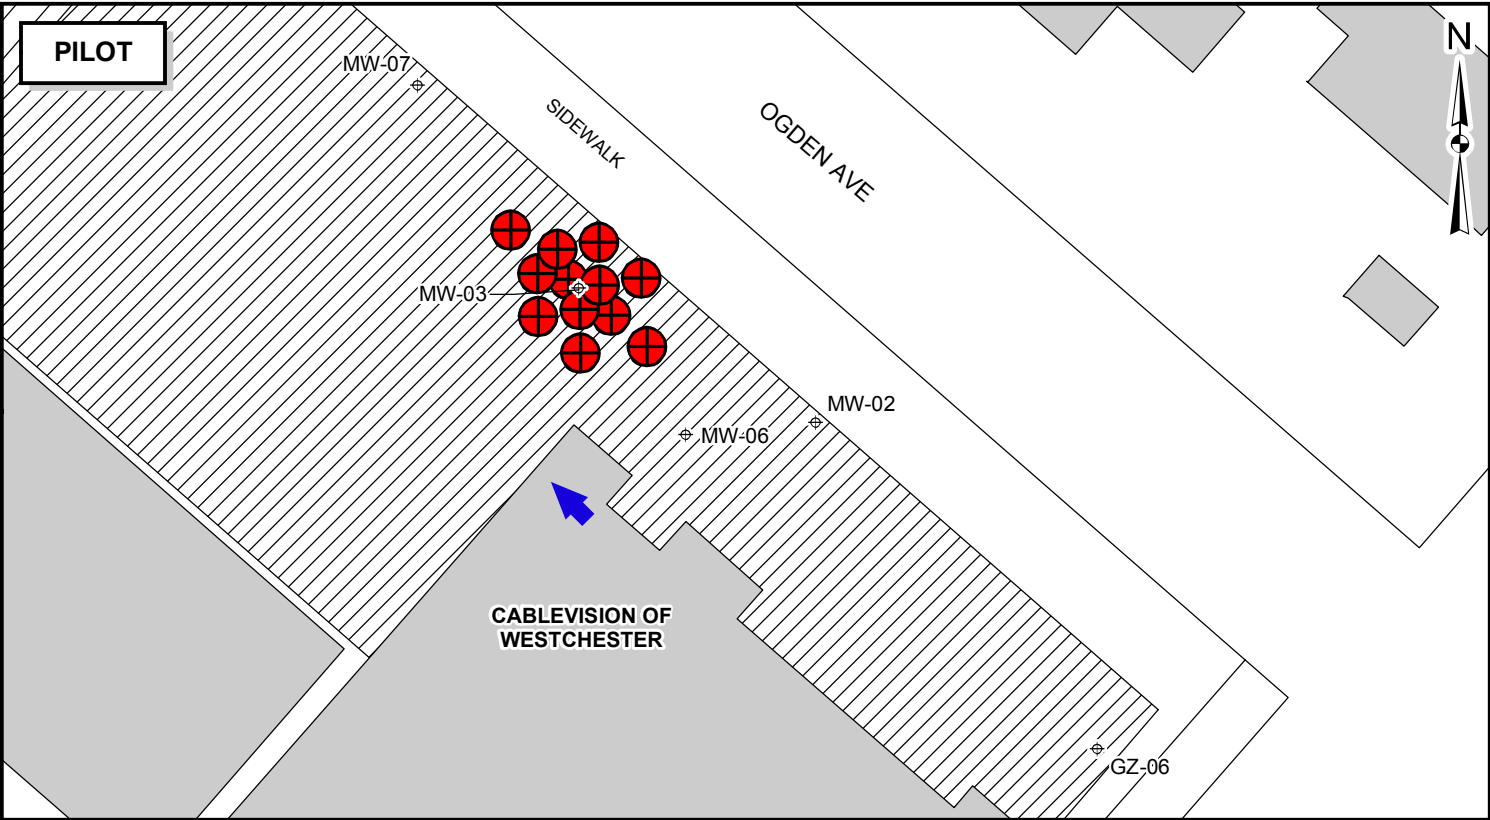 PILOT
N
MW-07
SIDEWALK
OGDEN AVE
MW-03
MW-02
MW-06
CABLEVISION OF
WESTCHESTER
GZ-06